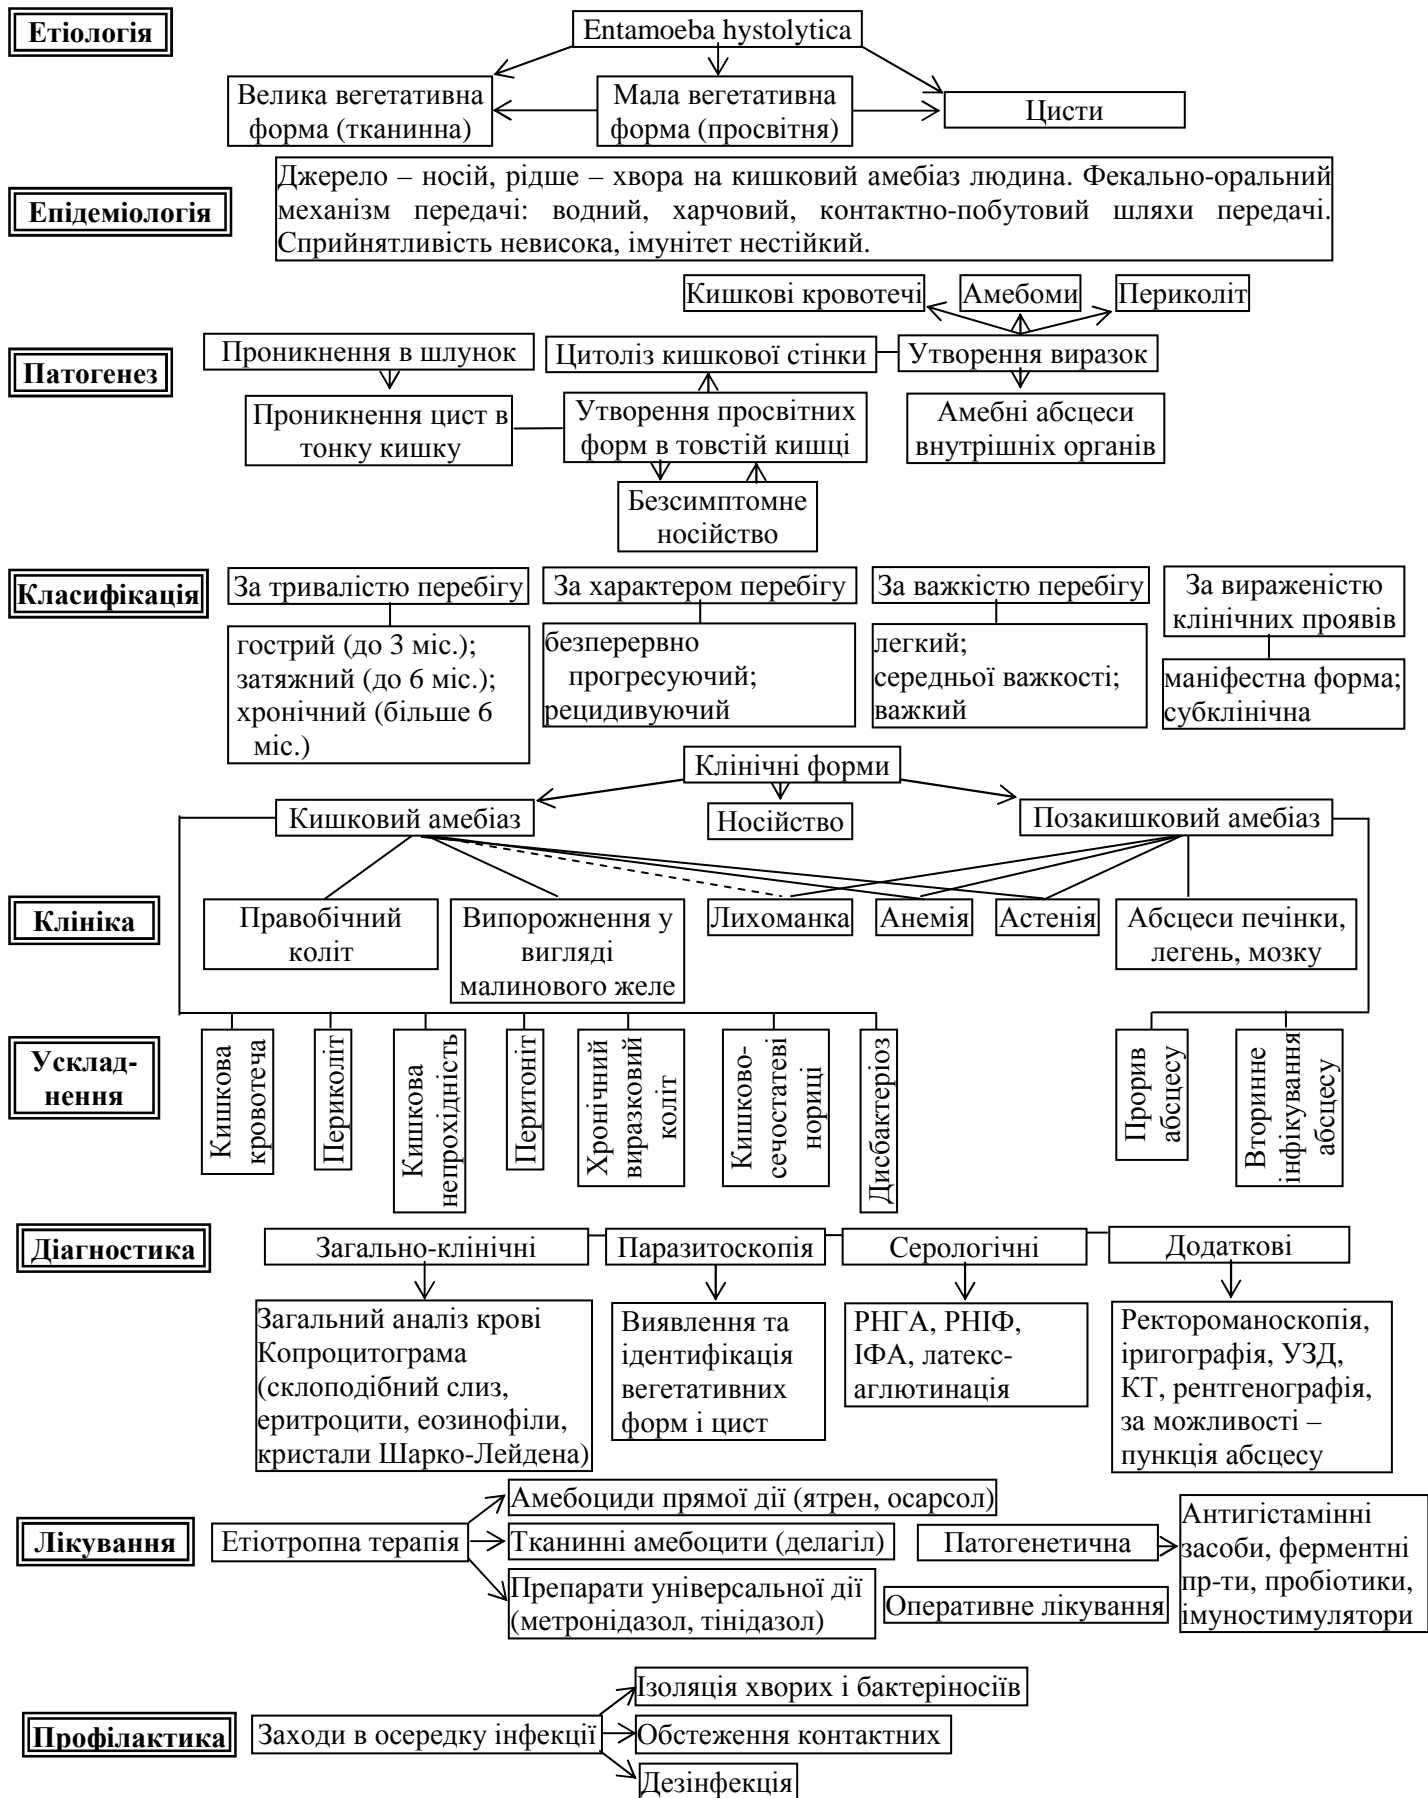 Етіологія
Entamoeba hystolytica
Велика вегетативна
форма (тканинна)
Мала вегетативна
форма (просвітня)
Цисти
Епідеміологія
Джерело – носій, рідше – хвора на кишковий амебіаз людина. Фекально-оральний
механізм передачі: водний, харчовий, контактно-побутовий шляхи передачі.
Сприйнятливість невисока, імунітет нестійкий.
Кишкові кровотечі
Амебоми
Периколіт
Патогенез
Проникнення в шлунок
Цитоліз кишкової стінки
Утворення виразок
Проникнення цист в
тонку кишку
Утворення просвітних
форм в товстій кишці
Амебні абсцеси
внутрішніх органів
Безсимптомне
носійство
Класифікація
За тривалістю перебігу
гострий (до 3 міс.);
затяжний (до 6 міс.);
хронічний (більше 6
міс.)
За характером перебігу
безперервно
прогресуючий;
рецидивуючий
За важкістю перебігу
легкий;
середньої важкості;
важкий
За вираженістю
клінічних проявів
маніфестна форма;
субклінічна
Клінічні форми
Кишковий амебіаз
Носійство
Позакишковий амебіаз
Клініка
Правобічний
коліт
Випорожнення у
вигляді
малинового желе
Лихоманка
Анемія
Астенія
Абсцеси печінки,
легень, мозку
Усклад-
нення
Кишкова
кровотеча
Периколіт
Кишкова
непрохідність
Перитоніт
Хронічний
виразковий
коліт
Кишково-
сечостатеві
нориці
Дисбактеріоз
Прорив
абсцесу
Вторинне
інфікування
абсцесу
Діагностика
Загально-клінічні
Паразитоскопія
Серологічні
Додаткові
Загальний аналіз крові
Копроцитограма
(склоподібний слиз,
еритроцити, еозинофіли,
кристали Шарко-Лейдена)
Виявлення та
ідентифікація
вегетативних
форм і цист
РНГА, РНІФ,
ІФА, латекс-
аглютинація
Ректороманоскопія,
іригографія, УЗД,
КТ, рентгенографія,
за можливості –
пункція абсцесу
Лікування
Етіотропна терапія
Амебоциди прямої дії (ятрен, осарсол)
Тканинні амебоцити (делагіл)
Препарати універсальної дії
(метронідазол, тінідазол)
Патогенетична
Оперативне лікування
Антигістамінні
засоби, ферментні
пр-ти, пробіотики,
імуностимулятори
Профілактика
Заходи в осередку інфекції
Ізоляція хворих і бактеріносіїв
Обстеження контактних
Дезінфекція